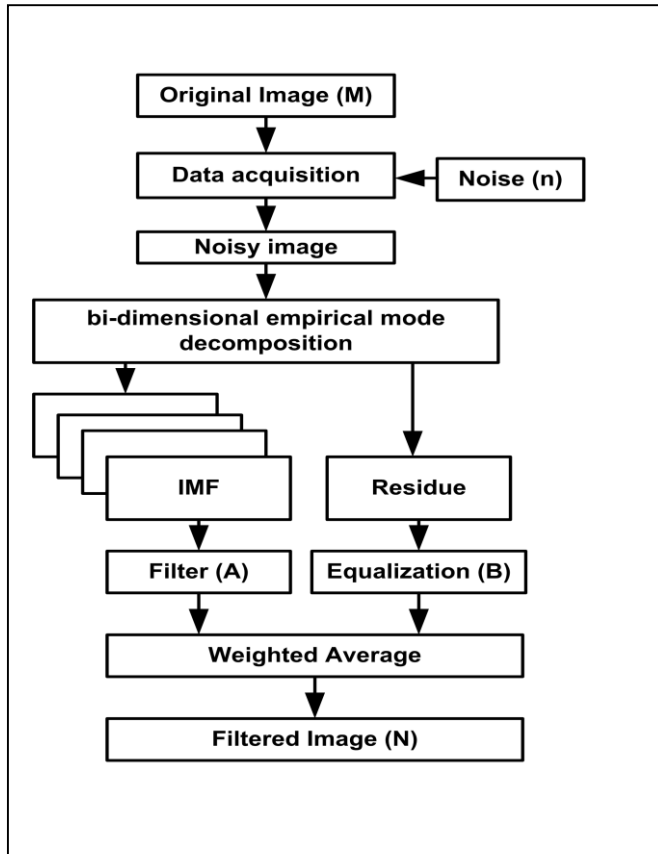 Original Image (M)
Data acquisition
Noise (n)
Noisy image
bi-dimensional empirical mode
decomposition
IMF
Residue
Filter (A)
Equalization (B)
Weighted Average
Filtered Image (N)